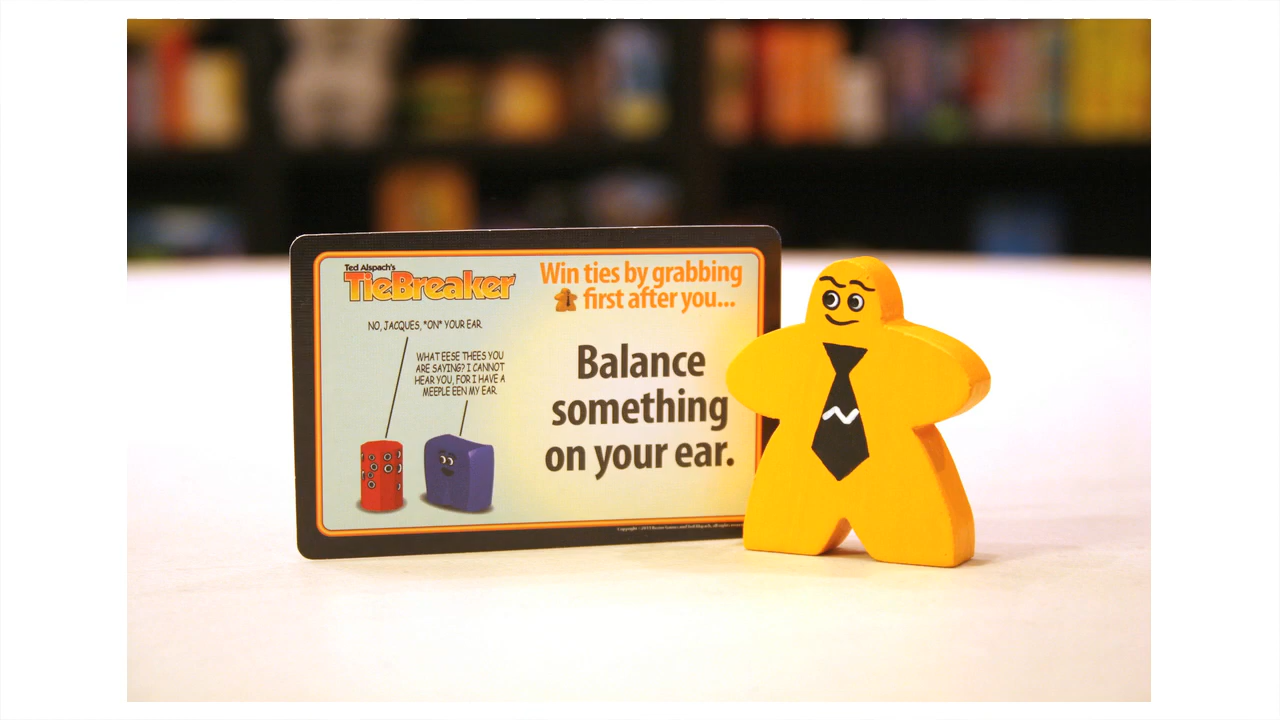 Ted Alspach's
TieBreaker
Win ties by grabbing
first after you...
NO, JACQUES, *ON* YOUR EAR.
WHAT EESE THEES YOU
ARE SAYING? I CANNOT
HEAR YOU, FOR I HAVE A
MEEPLE EEN MY EAR.
Balance
something
on your ear.